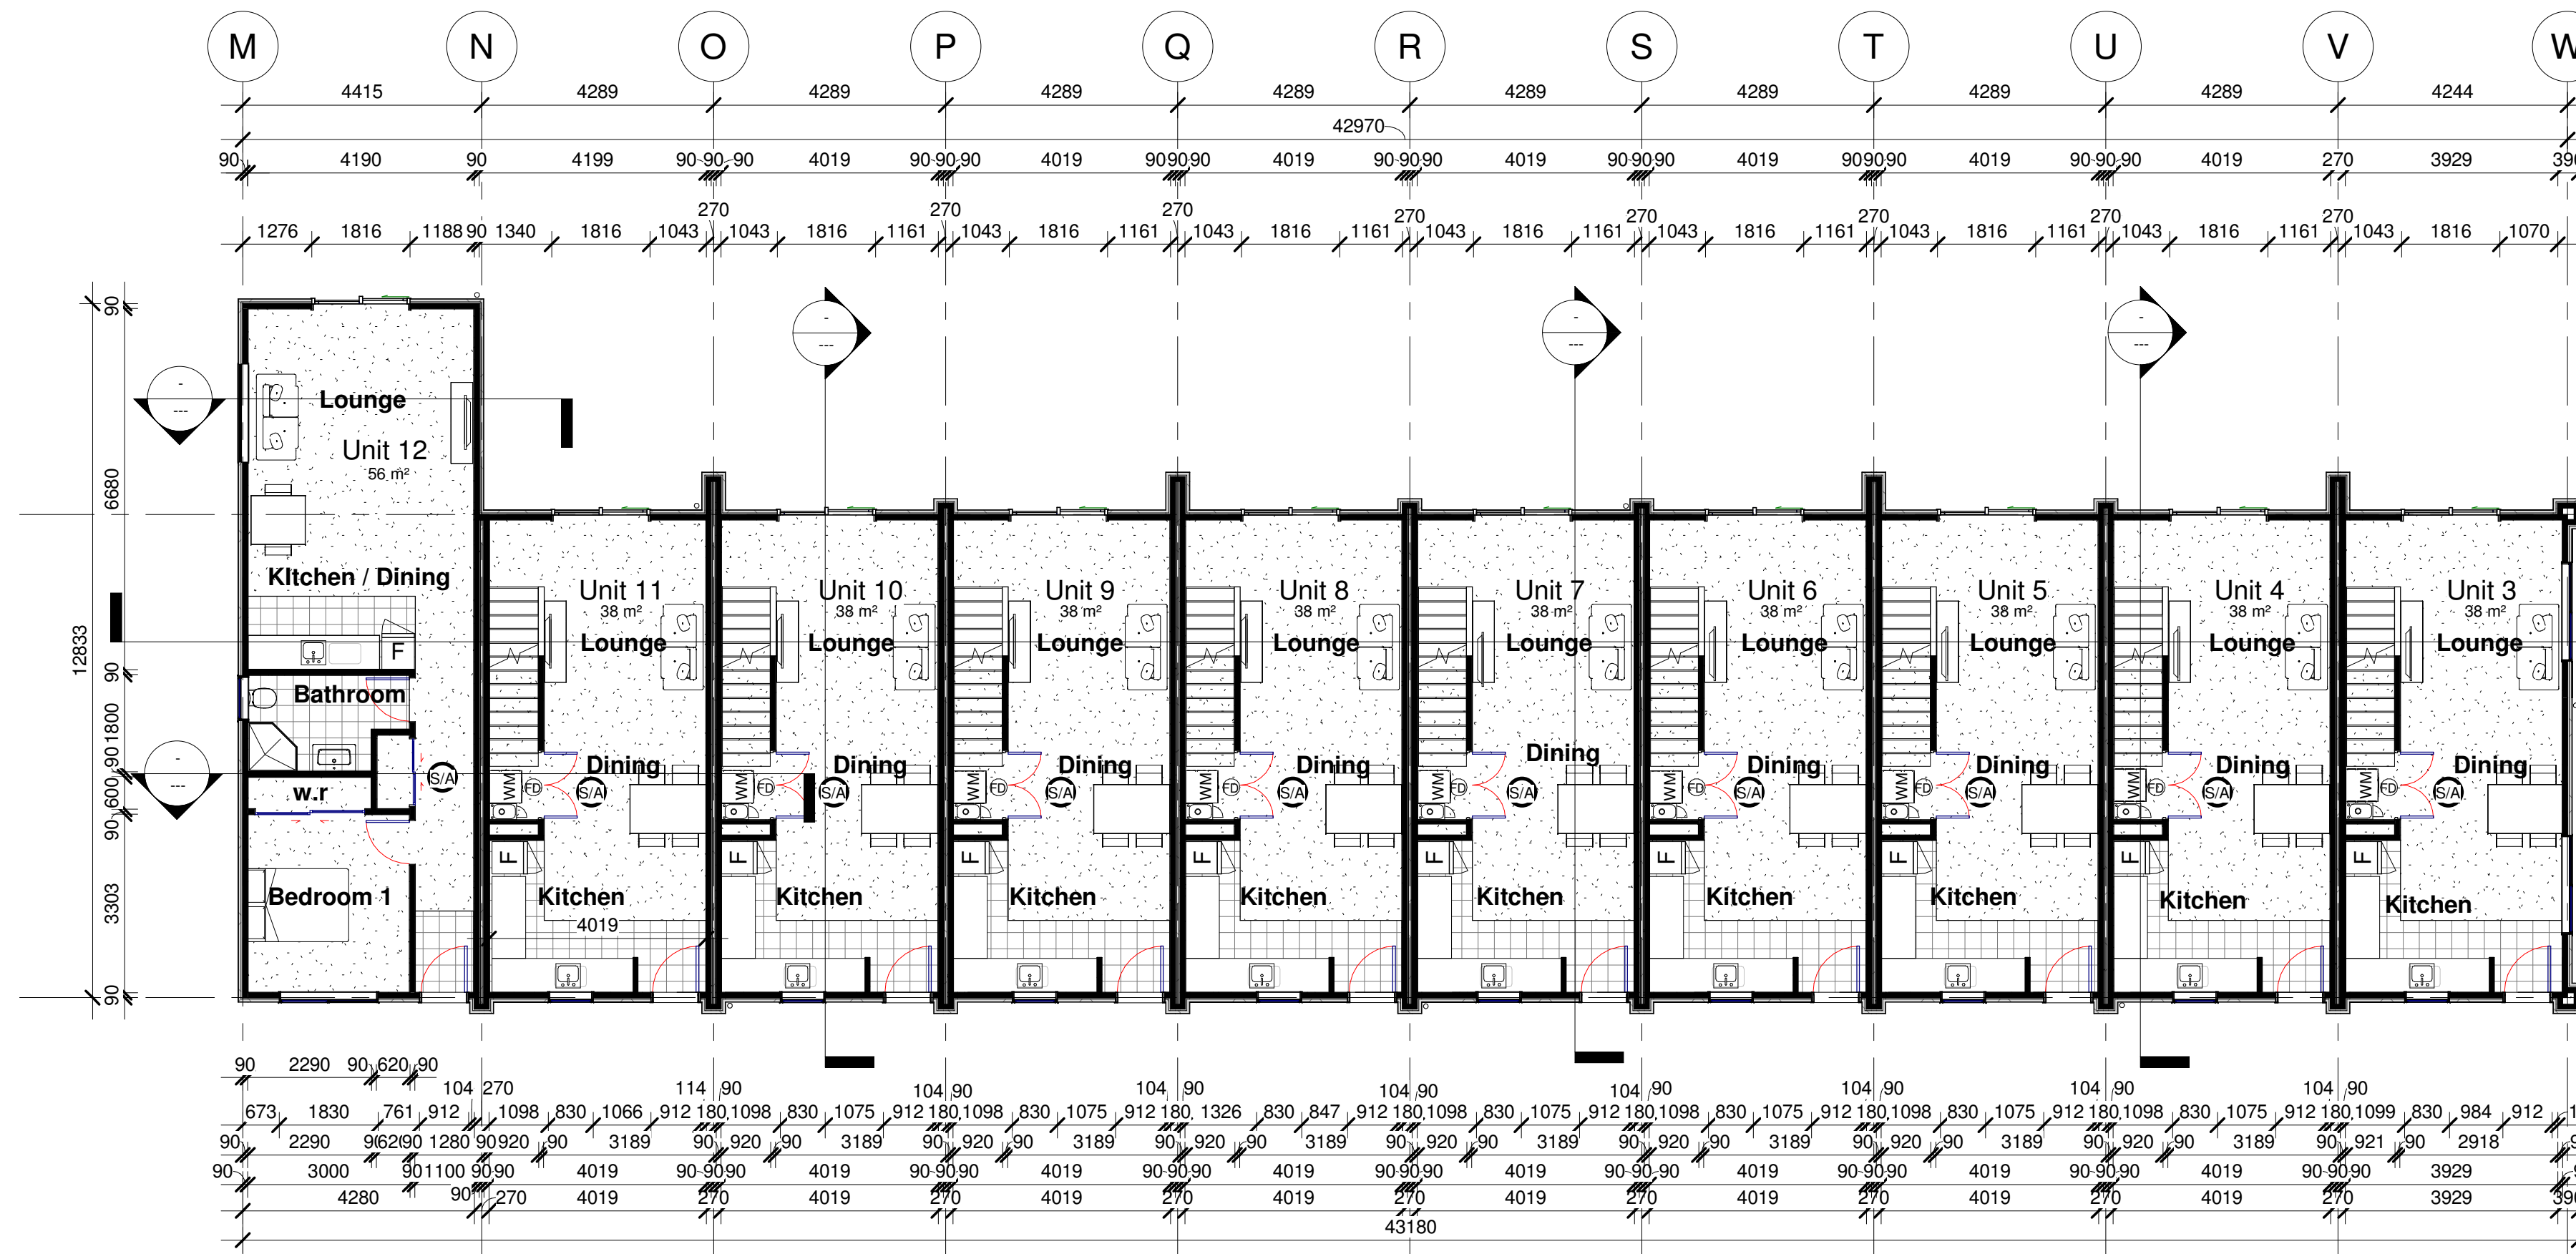 M N O P Q R S T U V W
4415 4289 4289 4289 4289 4289 4289 4289 4289 4244
42970
90 4190 90 4199 90 90 90 4019 90 90 90 4019 90 90 90 4019 90 90 90 4019 90 90 90 4019 90 90 90 4019 90 90 90 4019 270 3929
270 270 270 270 270 270 270 270
1276 1816 1188 90 1340 1816 1043 1043 1816 1161 1043 1816 1161 1043 1816 1161 1043 1816 1161 1043 1816 1161 1043 1816 1161 1043 1816 1161 1043 1816 1070
90
6680
90
1800
90
600
90
3303
90
12833
- - - - -
--- --- --- --- ---
Lounge
Unit 12
56 m²
KItchen / Dining
F
Bathroom
S/A
w.r
Bedroom 1
Unit 11
38 m²
Lounge
Dining
WM FD S/A
F
Kitchen
4019
Unit 10
38 m²
Lounge
Dining
WM FD S/A
F
Kitchen
Unit 9
38 m²
Lounge
Dining
WM FD S/A
F
Kitchen
Unit 8
38 m²
Lounge
Dining
WM FD S/A
F
Kitchen
Unit 7
38 m²
Lounge
Dining
WM FD S/A
F
Kitchen
Unit 6
38 m²
Lounge
Dining
WM FD S/A
F
Kitchen
Unit 5
38 m²
Lounge
Dining
WM FD S/A
F
Kitchen
Unit 4
38 m²
Lounge
Dining
WM FD S/A
F
Kitchen
Unit 3
38 m²
Lounge
Dining
WM FD S/A
F
Kitchen
90 2290 90 620 90
104 270 114 90 104 90 104 90 104 90 104 90 104 90 104 90 104 90
673 1830 761 912 1098 830 1066 912 180 1098 830 1075 912 180 1098 830 1075 912 180 1326 830 847 912 180 1098 830 1075 912 180 1098 830 1075 912 180 1098 830 1075 912 180 1098 830 1075 912 180 1099 830 984 912
90 2290 90 620 90 1280 90 920 90 3189 90 920 90 3189 90 920 90 3189 90 920 90 3189 90 920 90 3189 90 920 90 3189 90 920 90 3189 90 920 90 3189 90 921 90 2918
90 3000 90 1100 90 90 4019 90 90 90 4019 90 90 90 4019 90 90 90 4019 90 90 90 4019 90 90 90 4019 90 90 90 4019 90 90 90 4019 90 90 90 3929
4280 90 270 4019 270 4019 270 4019 270 4019 270 4019 270 4019 270 4019 270 4019 270 3929
43180